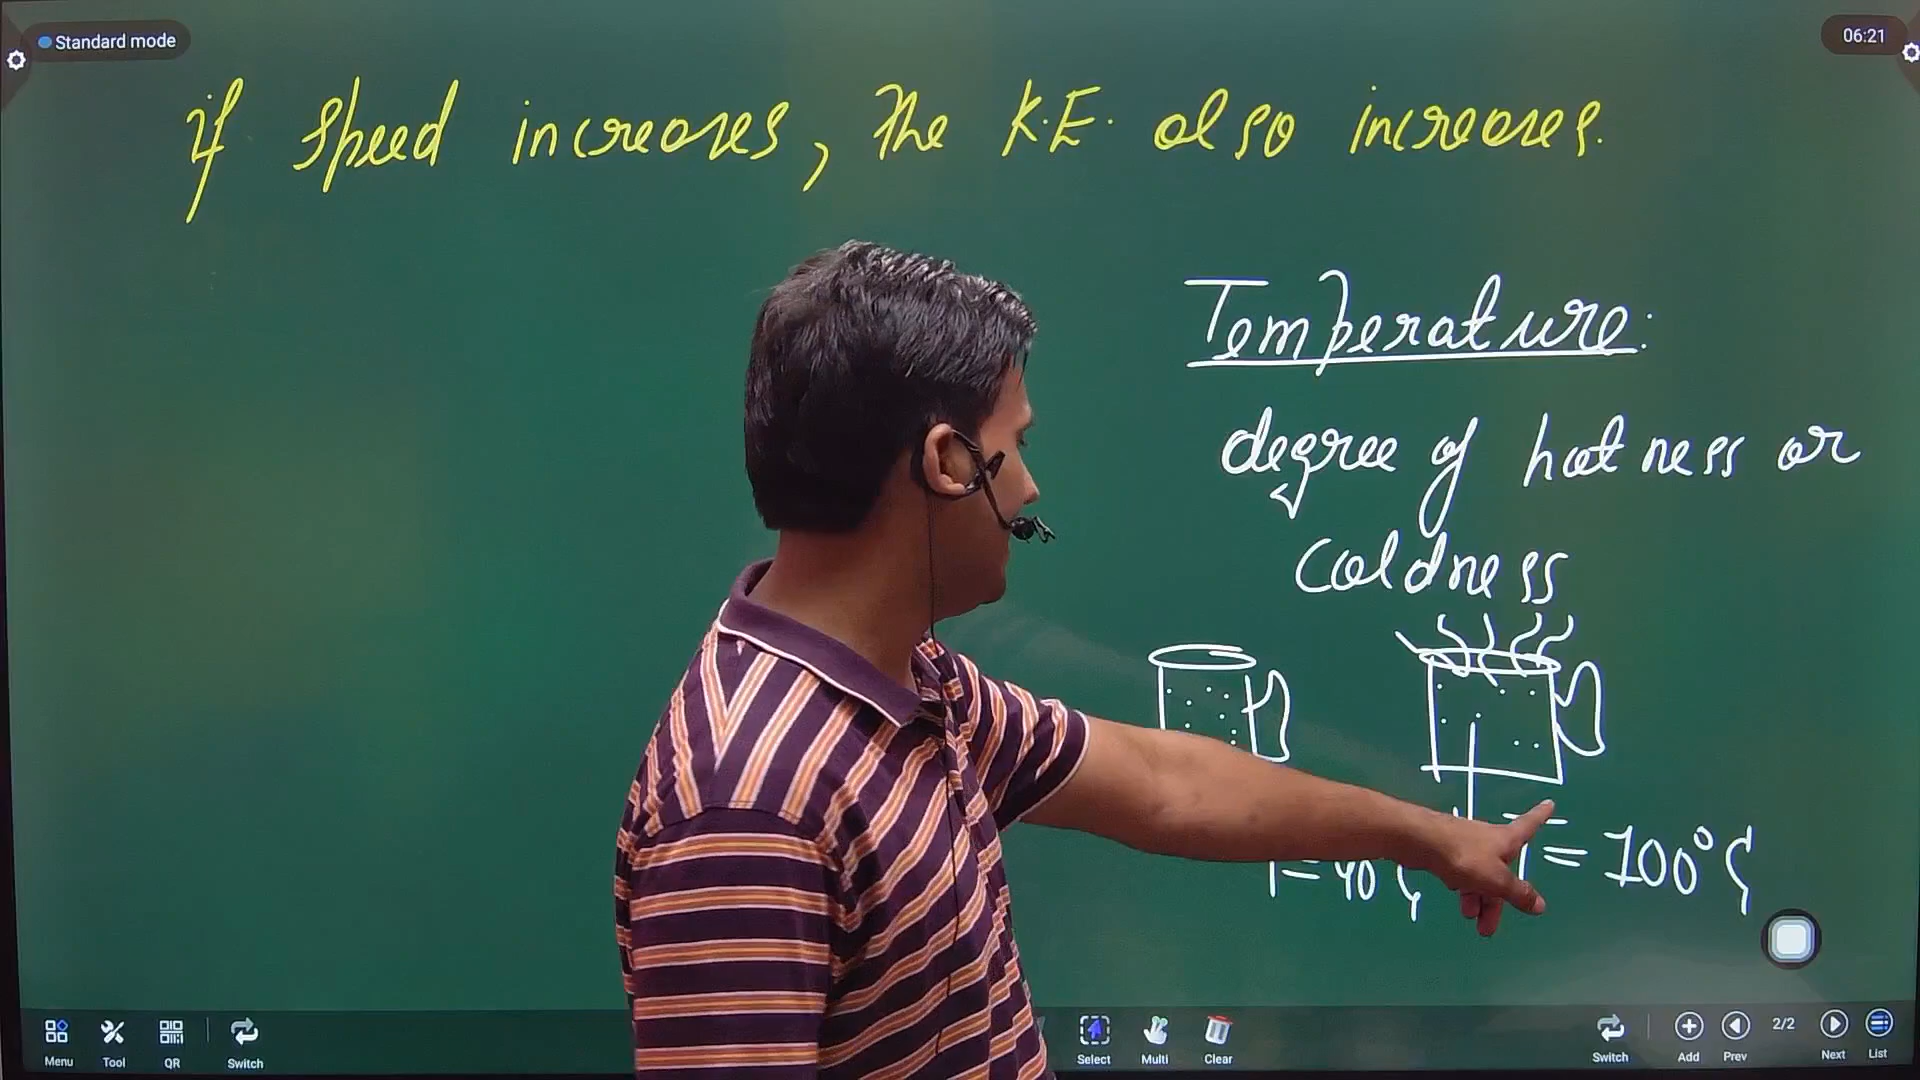 Standard mode
06:21
if speed increases, the K.E. also increases.
Temperature:
degree of hotness or
coldness
T = 40°C
T = 100°C
Menu Tool QR Switch Select Multi Clear Switch Add Prev 2/2 Next List